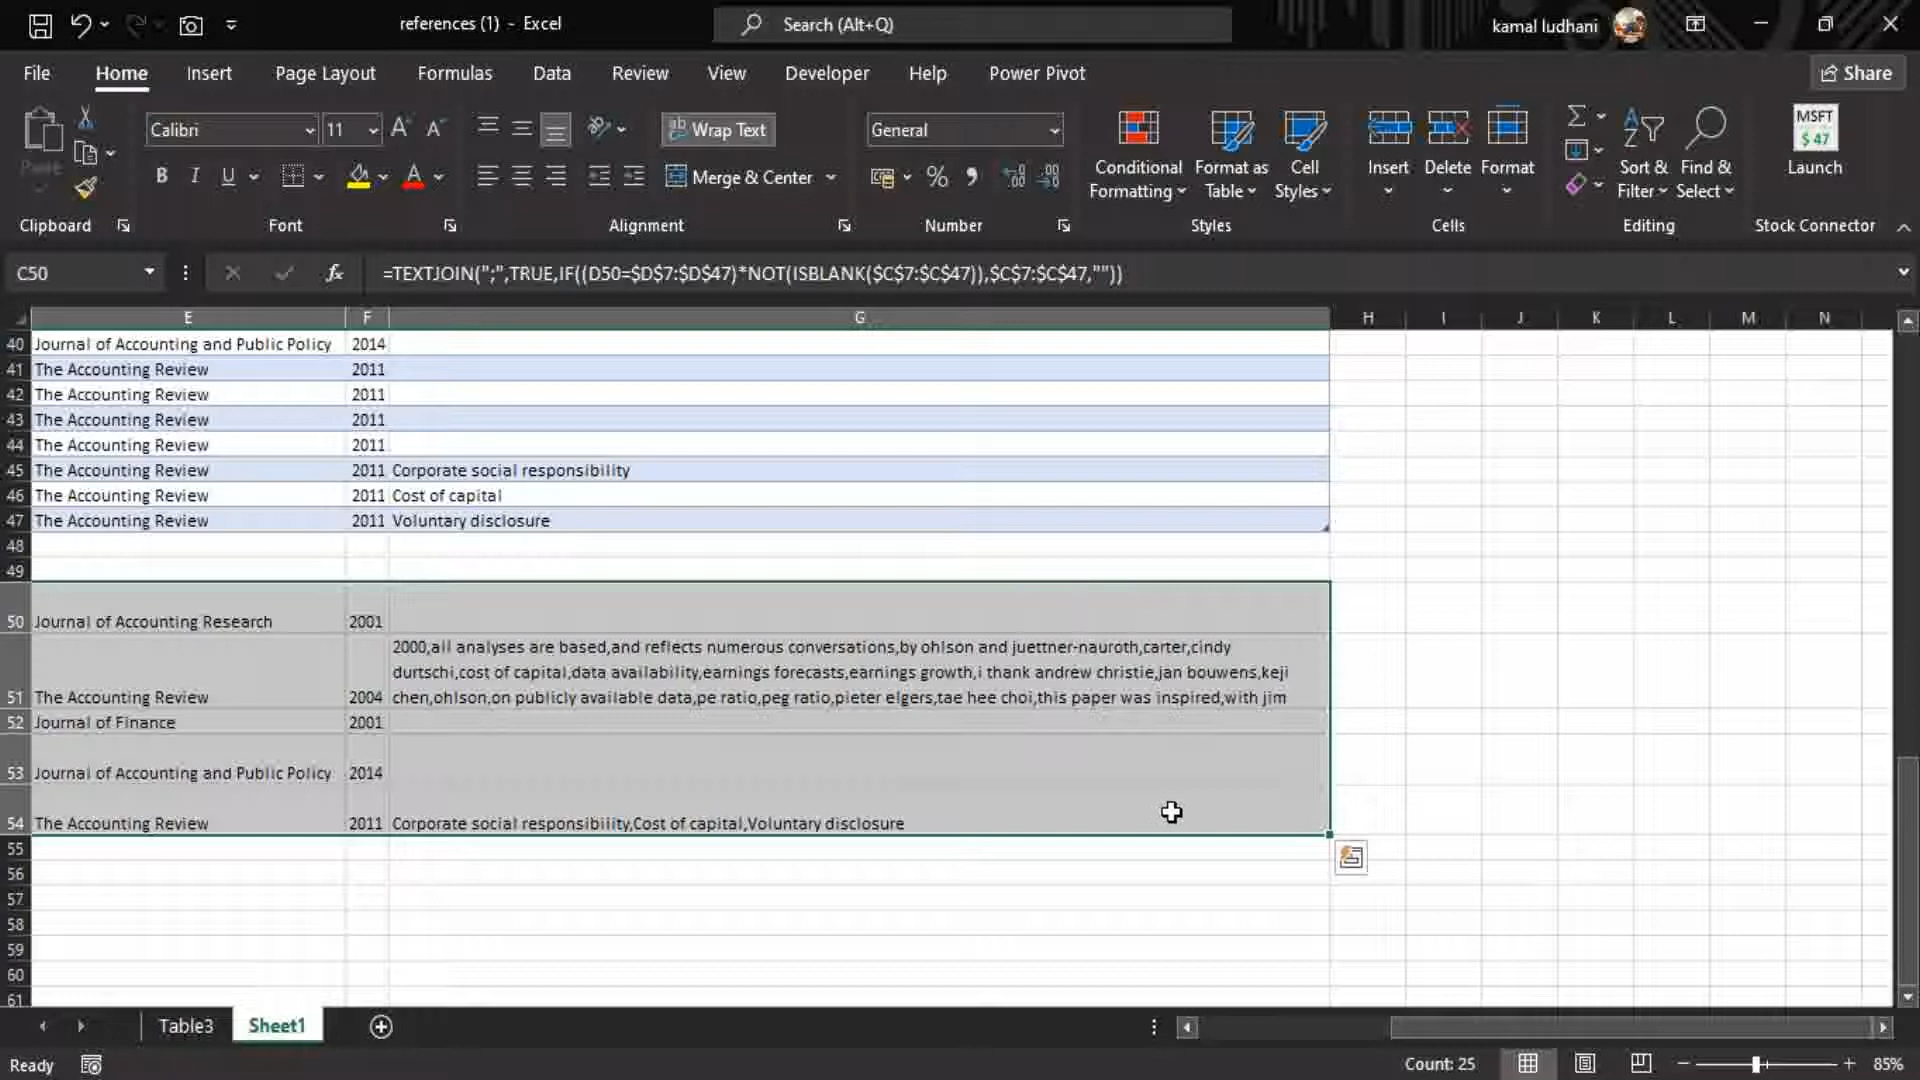 references (1) - Excel
Search (Alt+Q)
kamal ludhani
File Home Insert Page Layout Formulas Data Review View Developer Help Power Pivot
Share
Paste
Calibri 11
Wrap Text
General
Merge & Center
Conditional Formatting
Format as Table
Cell Styles
Insert
Delete
Format
Sort & Filter
Find & Select
MSFT
$ 47
Launch
Clipboard Font Alignment Number Styles Cells Editing Stock Connector
C50
fx
=TEXTJOIN(";",TRUE,IF((D50=$D$7:$D$47)*NOT(ISBLANK($C$7:$C$47)),$C$7:$C$47,""))
E F G H I J K L M N
40 Journal of Accounting and Public Policy 2014
41 The Accounting Review 2011
42 The Accounting Review 2011
43 The Accounting Review 2011
44 The Accounting Review 2011
45 The Accounting Review 2011 Corporate social responsibility
46 The Accounting Review 2011 Cost of capital
47 The Accounting Review 2011 Voluntary disclosure
48
49
50 Journal of Accounting Research 2001
2000,all analyses are based,and reflects numerous conversations,by ohlson and juettner-nauroth,carter,cindy
durtschi,cost of capital,data availability,earnings forecasts,earnings growth,i thank andrew christie,jan bouwens,keji
51 The Accounting Review 2004 chen,ohlson,on publicly available data,pe ratio,peg ratio,pieter elgers,tae hee choi,this paper was inspired,with jim
52 Journal of Finance 2001
53 Journal of Accounting and Public Policy 2014
54 The Accounting Review 2011 Corporate social responsibility,Cost of capital,Voluntary disclosure
55
56
57
58
59
60
61
Table3 Sheet1
Ready
Count: 25
85%